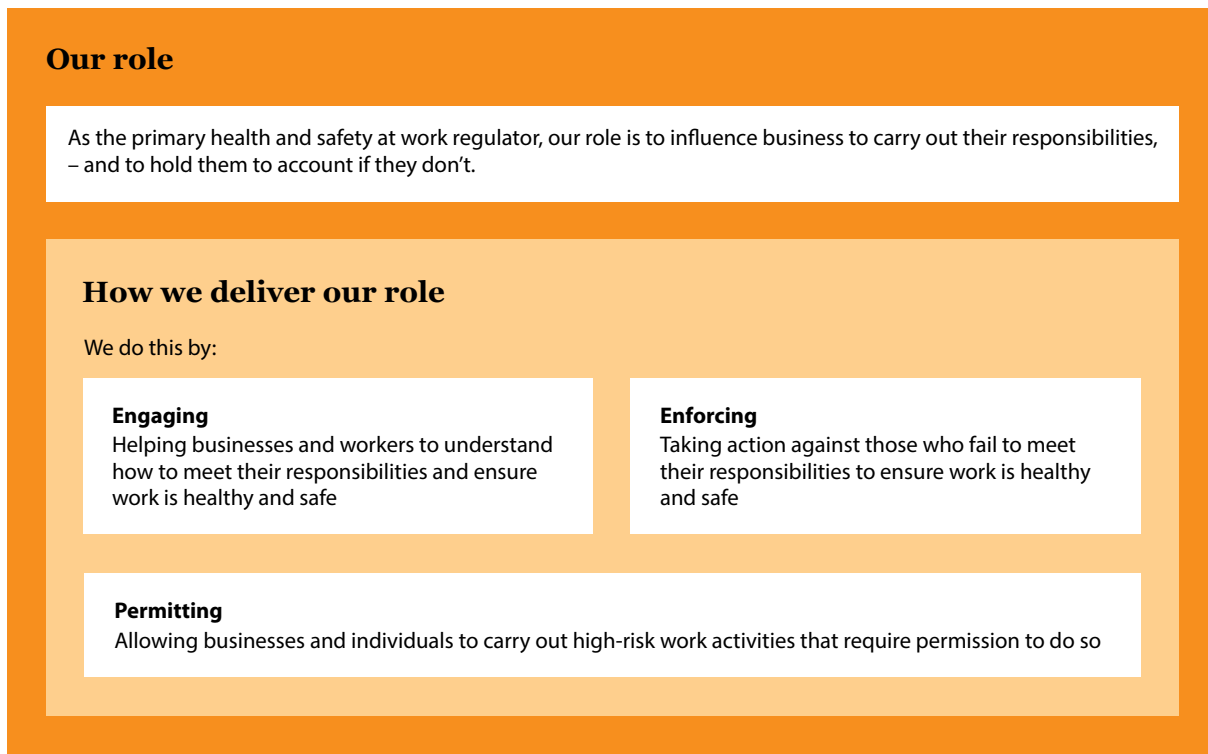 Our role
As the primary health and safety at work regulator, our role is to influence business to carry out their responsibilities,
– and to hold them to account if they don’t.
How we deliver our role
We do this by:
Engaging
Helping businesses and workers to understand
how to meet their responsibilities and ensure
work is healthy and safe
Enforcing
Taking action against those who fail to meet
their responsibilities to ensure work is healthy
and safe
Permitting
Allowing businesses and individuals to carry out high-risk work activities that require permission to do so